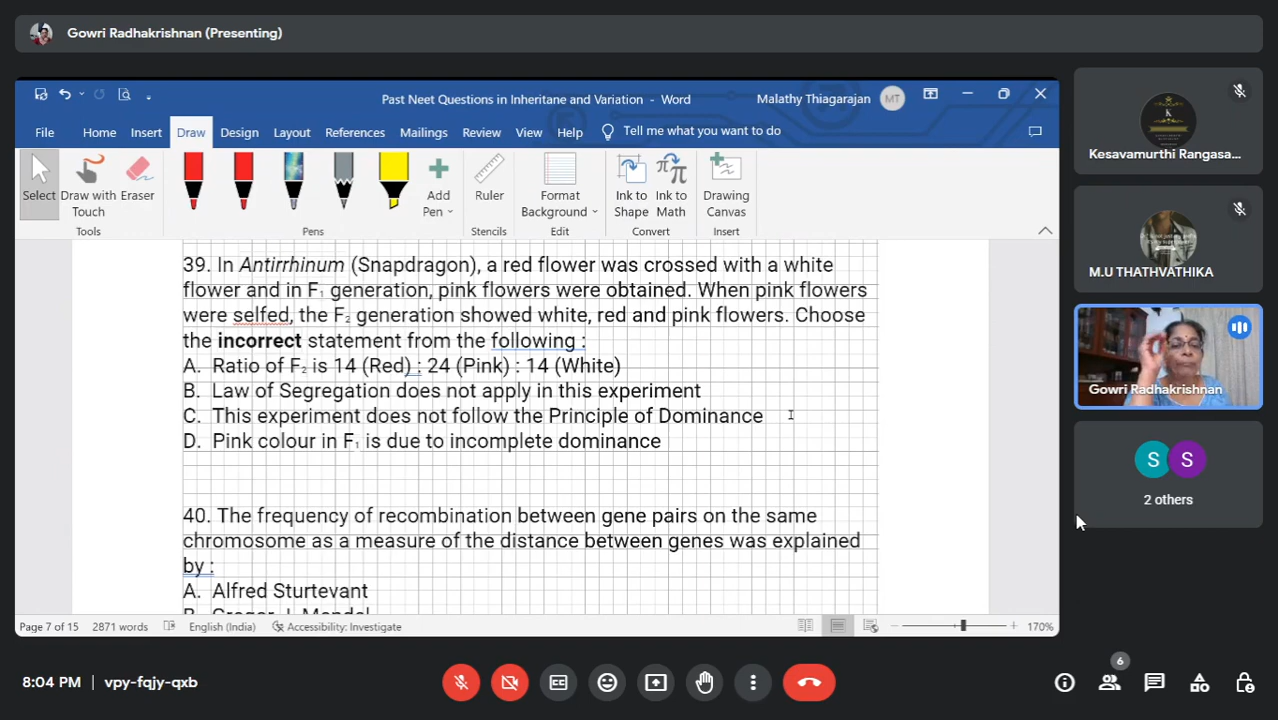 Gowri Radhakrishnan (Presenting)
Past Neet Questions in Inheritane and Variation - Word
Malathy Thiagarajan
MT
File Home Insert Draw Design Layout References Mailings Review View Help Tell me what you want to do
Select
Draw with Touch
Eraser
Add Pen
Ruler
Format Background
Ink to Shape
Ink to Math
Drawing Canvas
Tools Pens Stencils Edit Convert Insert
39. In Antirrhinum (Snapdragon), a red flower was crossed with a white
flower and in F₁ generation, pink flowers were obtained. When pink flowers
were selfed, the F₂ generation showed white, red and pink flowers. Choose
the incorrect statement from the following :
A. Ratio of F₂ is 14 (Red) : 24 (Pink) : 14 (White)
B. Law of Segregation does not apply in this experiment
C. This experiment does not follow the Principle of Dominance
D. Pink colour in F₁ is due to incomplete dominance
40. The frequency of recombination between gene pairs on the same
chromosome as a measure of the distance between genes was explained
by :
A. Alfred Sturtevant
B. Gregor J. Mendel
Page 7 of 15 2871 words English (India) Accessibility: Investigate 170%
K
Kesavamurthi Rangasa...
M.U THATHVATHIKA
Gowri Radhakrishnan
S S
2 others
8:04 PM | vpy-fqjy-qxb
6